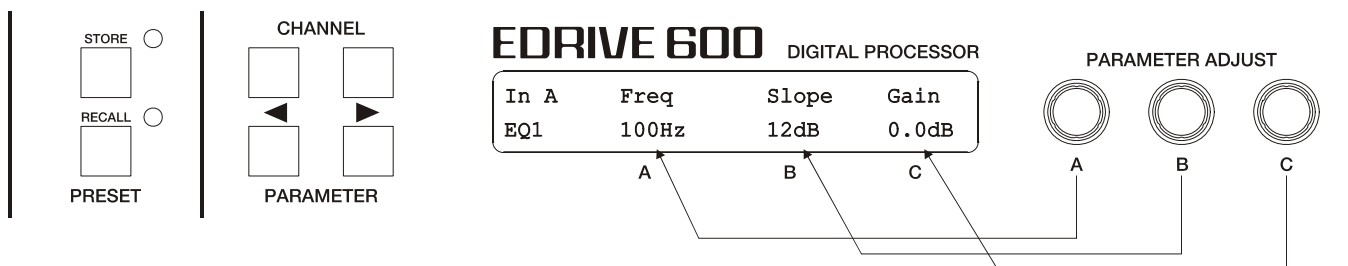 STORE
RECALL
PRESET
CHANNEL
PARAMETER
EDRIVE 600 DIGITAL PROCESSOR
In A Freq Slope Gain
EQ1 100Hz 12dB 0.0dB
A B C
PARAMETER ADJUST
A B C